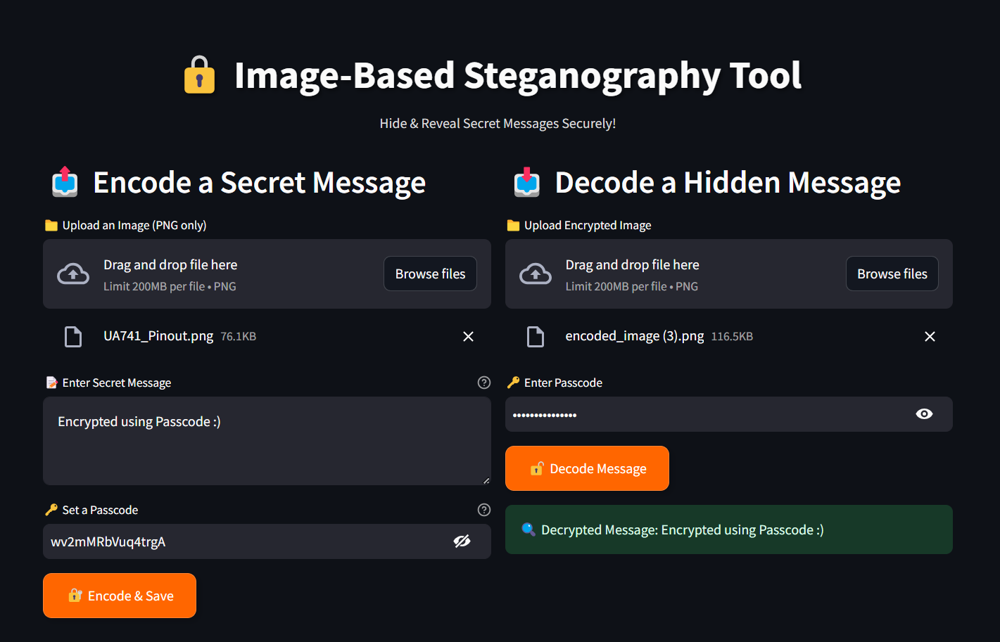 Image-Based Steganography Tool
Hide & Reveal Secret Messages Securely!
Encode a Secret Message
Upload an Image (PNG only)
Drag and drop file here
Limit 200MB per file • PNG
Browse files
UA741_Pinout.png 76.1KB
Enter Secret Message
Encrypted using Passcode :)
Set a Passcode
wv2mMRbVuq4trgA
Encode & Save
Decode a Hidden Message
Upload Encrypted Image
Drag and drop file here
Limit 200MB per file • PNG
Browse files
encoded_image (3).png 116.5KB
Enter Passcode
•••••••••••••••
Decode Message
Decrypted Message: Encrypted using Passcode :)